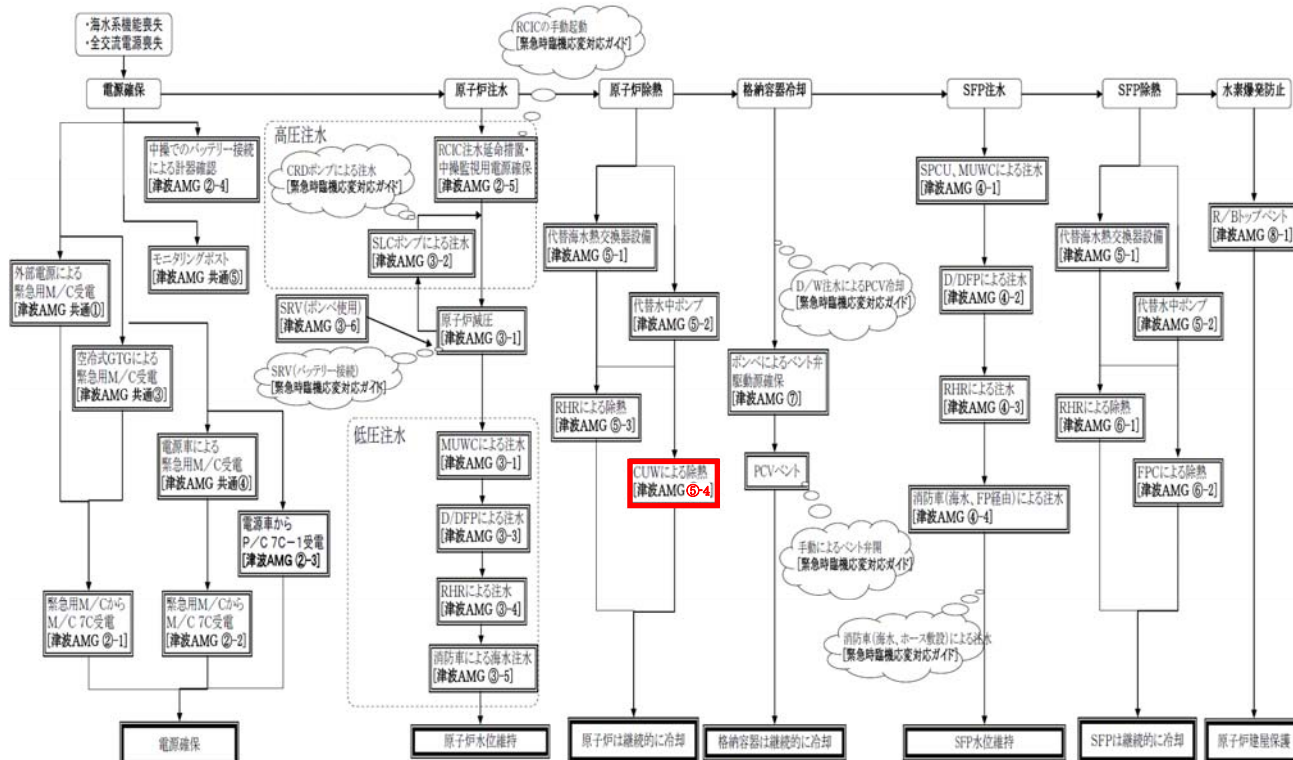 ・海水系機能喪失
・全交流電源喪失
RCICの手動起動
[緊急時臨機応変対応ガイド]
電源確保
原子炉注水
原子炉除熱
格納容器冷却
SFP注水
SFP除熱
水素爆発防止
中操でのバッテリー接続
による計器確認
[津波AMG ②-4]
モニタリングポスト
[津波AMG 共通⑤]
外部電源による
緊急用M/C受電
[津波AMG 共通①]
空冷式GTGによる
緊急用M/C受電
[津波AMG 共通③]
電源車による
緊急用M/C受電
[津波AMG 共通④]
電源車から
P/C 7C-1受電
[津波AMG ②-3]
緊急用M/Cから
M/C 7C受電
[津波AMG ②-1]
緊急用M/Cから
M/C 7C受電
[津波AMG ②-2]
電源確保
高圧注水
CRDポンプによる注水
[緊急時臨機応変対応ガイド]
RCIC注水延命措置・
中操監視用電源確保
[津波AMG ②-5]
SLCポンプによる注水
[津波AMG ③-2]
SRV(ボンベ使用)
[津波AMG ③-6]
原子炉減圧
[津波AMG ③-1]
SRV(バッテリー接続)
[緊急時臨機応変対応ガイド]
低圧注水
MUWCによる注水
[津波AMG ③-1]
D/DFPによる注水
[津波AMG ③-3]
RHRによる注水
[津波AMG ③-4]
消防車による海水注水
[津波AMG ③-5]
原子炉水位維持
代替海水熱交換器設備
[津波AMG ⑤-1]
代替水中ポンプ
[津波AMG ⑤-2]
RHRによる除熱
[津波AMG ⑤-3]
CUWによる除熱
[津波AMG ⑤-4]
原子炉は継続的に冷却
D/W注水によるPCV冷却
[緊急時臨機応変対応ガイド]
ボンベによるベント弁
駆動源確保
[津波AMG ⑦]
PCVベント
手動によるベント弁開
[緊急時臨機応変対応ガイド]
格納容器は継続的に冷却
SPCU、MUWCによる注水
[津波AMG ④-1]
D/DFPによる注水
[津波AMG ④-2]
RHRによる注水
[津波AMG ④-3]
消防車(海水、FP経由)による注水
[津波AMG ④-4]
消防車(海水、ホース敷設)による注水
[緊急時臨機応変対応ガイド]
SFP水位維持
代替海水熱交換器設備
[津波AMG ⑤-1]
代替水中ポンプ
[津波AMG ⑤-2]
RHRによる除熱
[津波AMG ⑥-1]
FPCによる除熱
[津波AMG ⑥-2]
SFPは継続的に冷却
R/Bトップベント
[津波AMG ⑧-1]
原子炉建屋保護